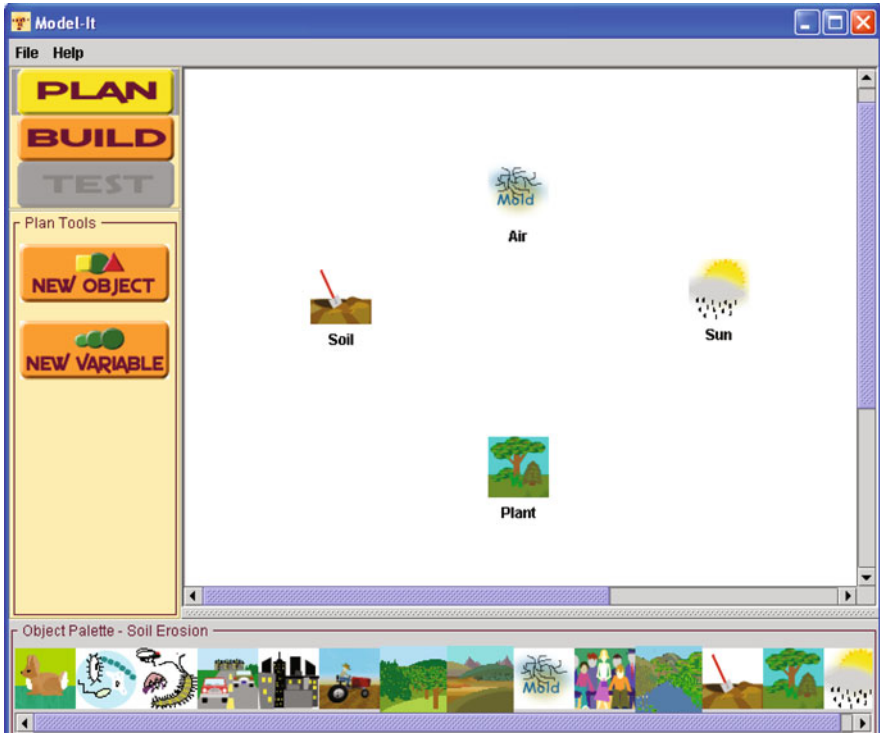 Model-It
File Help
PLAN
BUILD
TEST
Plan Tools
NEW OBJECT
NEW VARIABLE
Mold
Air
Soil
Sun
Plant
Object Palette - Soil Erosion
Mold